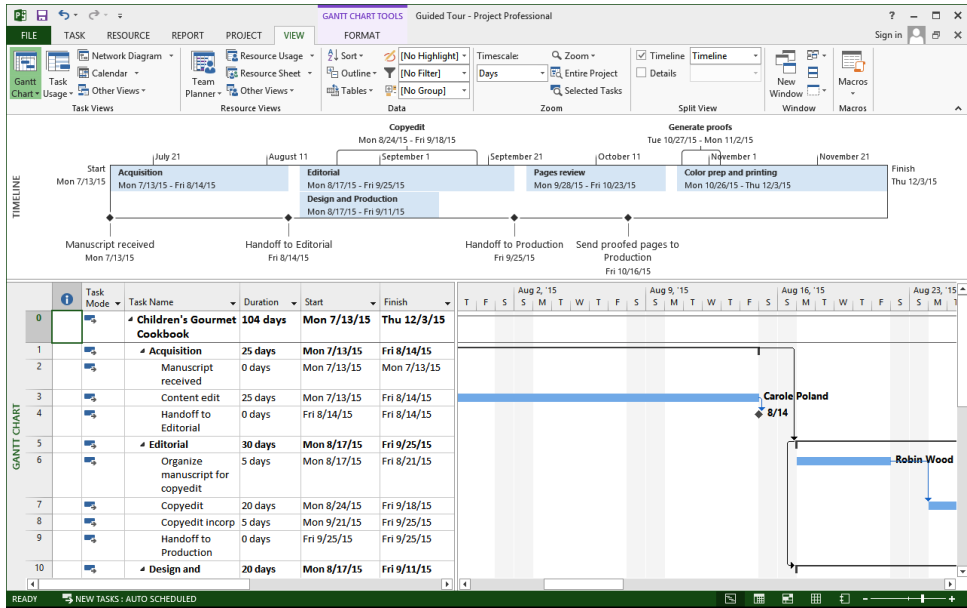 GANTT CHART TOOLS Guided Tour - Project Professional
FILE TASK RESOURCE REPORT PROJECT VIEW FORMAT Sign in
Gantt Chart
Task Usage
Network Diagram
Calendar
Other Views
Task Views
Team Planner
Resource Usage
Resource Sheet
Other Views
Resource Views
Sort
Outline
Tables
[No Highlight]
[No Filter]
[No Group]
Data
Timescale:
Days
Zoom
Entire Project
Selected Tasks
Zoom
Timeline Timeline
Details
Split View
New Window
Window
Macros
Macros
TIMELINE
Copyedit
Mon 8/24/15 - Fri 9/18/15
Generate proofs
Tue 10/27/15 - Mon 11/2/15
July 21 August 11 September 1 September 21 October 11 November 1 November 21
Start
Mon 7/13/15
Acquisition
Mon 7/13/15 - Fri 8/14/15
Editorial
Mon 8/17/15 - Fri 9/25/15
Pages review
Mon 9/28/15 - Fri 10/23/15
Color prep and printing
Mon 10/26/15 - Thu 12/3/15
Finish
Thu 12/3/15
Design and Production
Mon 8/17/15 - Fri 9/11/15
Manuscript received
Mon 7/13/15
Handoff to Editorial
Fri 8/14/15
Handoff to Production
Fri 9/25/15
Send proofed pages to
Production
Fri 10/16/15
GANTT CHART
Task Mode Task Name Duration Start Finish
Aug 2, '15 Aug 9, '15 Aug 16, '15 Aug 23, '15
T F S S M T W T F S S M T W T F S S M T W T F S S M
0 Children's Gourmet Cookbook 104 days Mon 7/13/15 Thu 12/3/15
1 Acquisition 25 days Mon 7/13/15 Fri 8/14/15
2 Manuscript received 0 days Mon 7/13/15 Mon 7/13/15
3 Content edit 25 days Mon 7/13/15 Fri 8/14/15
Carole Poland
4 Handoff to Editorial 0 days Fri 8/14/15 Fri 8/14/15
8/14
5 Editorial 30 days Mon 8/17/15 Fri 9/25/15
6 Organize manuscript for copyedit 5 days Mon 8/17/15 Fri 8/21/15
Robin Wood
7 Copyedit 20 days Mon 8/24/15 Fri 9/18/15
8 Copyedit incorp 5 days Mon 9/21/15 Fri 9/25/15
9 Handoff to Production 0 days Fri 9/25/15 Fri 9/25/15
10 Design and 20 days Mon 8/17/15 Fri 9/11/15
READY NEW TASKS : AUTO SCHEDULED